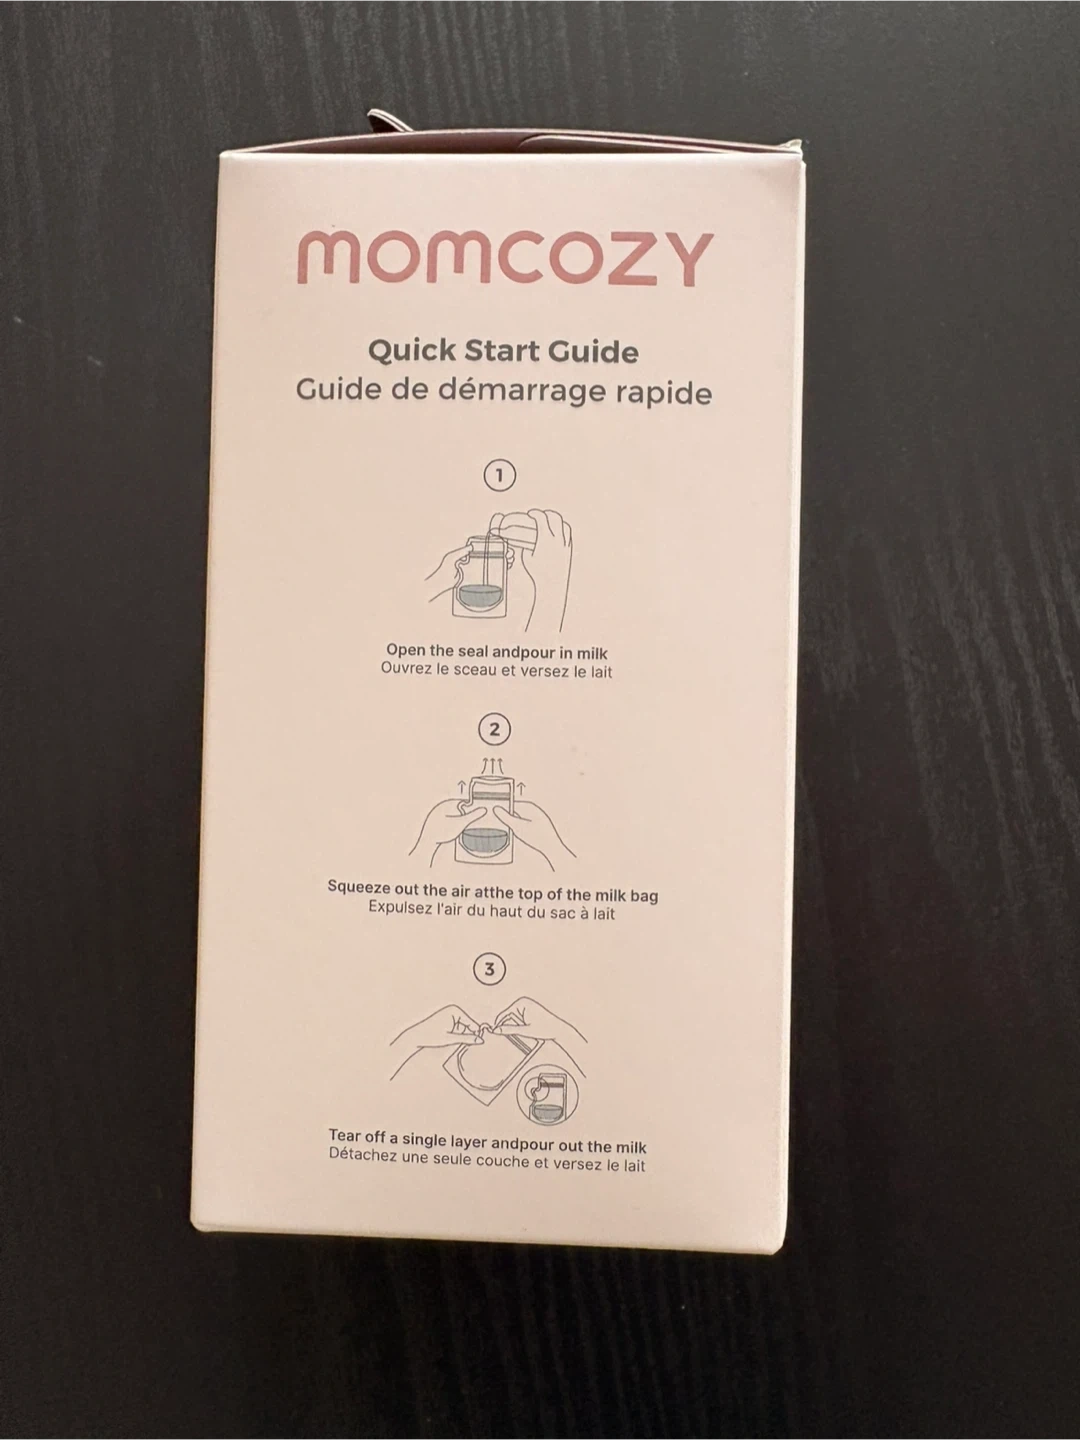 MOMCOZY
Quick Start Guide
Guide de démarrage rapide
1
Open the seal andpour in milk
Ouvrez le sceau et versez le lait
2
Squeeze out the air atthe top of the milk bag
Expulsez l'air du haut du sac à lait
3
Tear off a single layer andpour out the milk
Détachez une seule couche et versez le lait